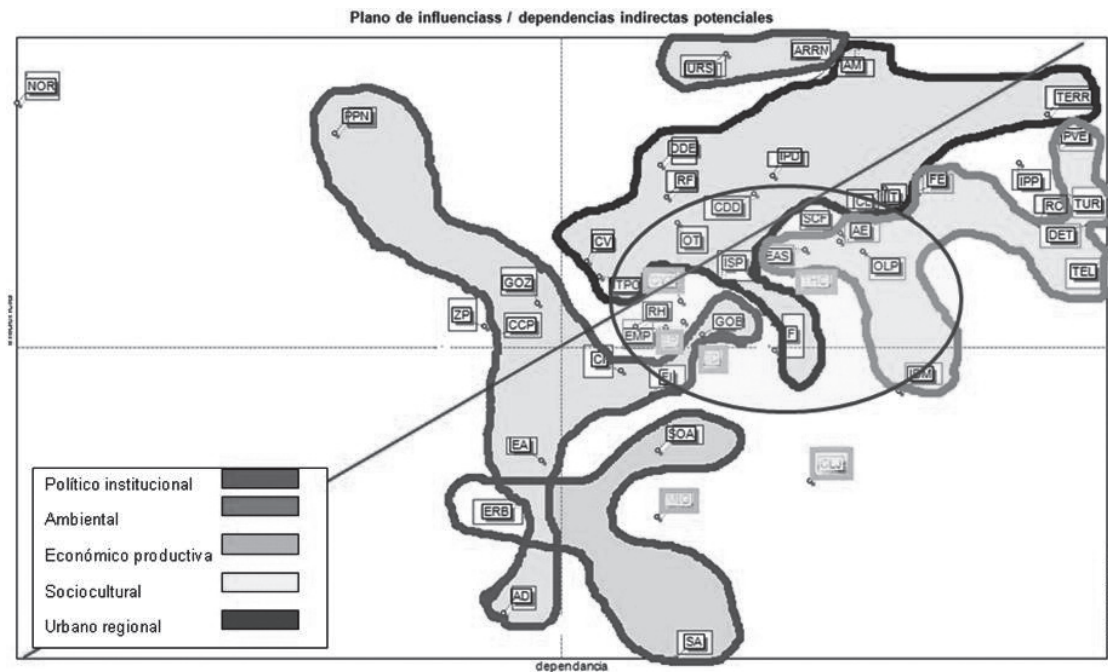 Plano de influenciass / dependencias indirectas potenciales
ARRN
URS
AM
NOR
TERR
PPN
PVE
DDE
IPD
RF
FE
IPP
CDD
RO
TUR
SCF
AE
CV
OT
DET
ISP
EAS
OLP
TEL
GOZ
TPO
ZP
CCP
RH
GOB
EMP
F
CI
EA
SOA
ERB
AD
SA
Político institucional
Ambiental
Económico productiva
Sociocultural
Urbano regional
dependancia